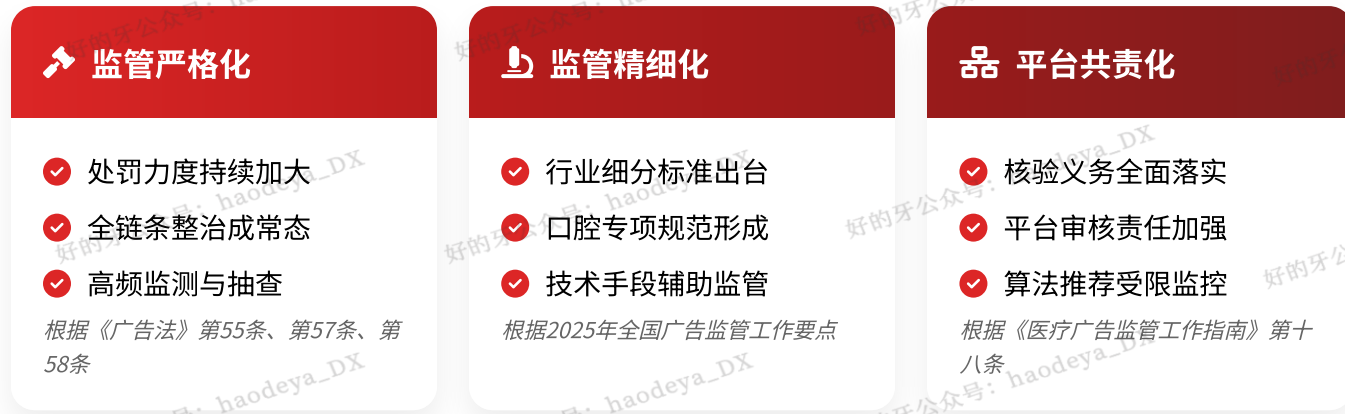 监管严格化
处罚力度持续加大
全链条整治成常态
高频监测与抽查
根据《广告法》第55条、第57条、第
58条
监管精细化
行业细分标准出台
口腔专项规范形成
技术手段辅助监管
根据2025年全国广告监管工作要点
平台共责化
核验义务全面落实
平台审核责任加强
算法推荐受限监控
根据《医疗广告监管工作指南》第十
八条
好的牙公众号：haodeya_DX